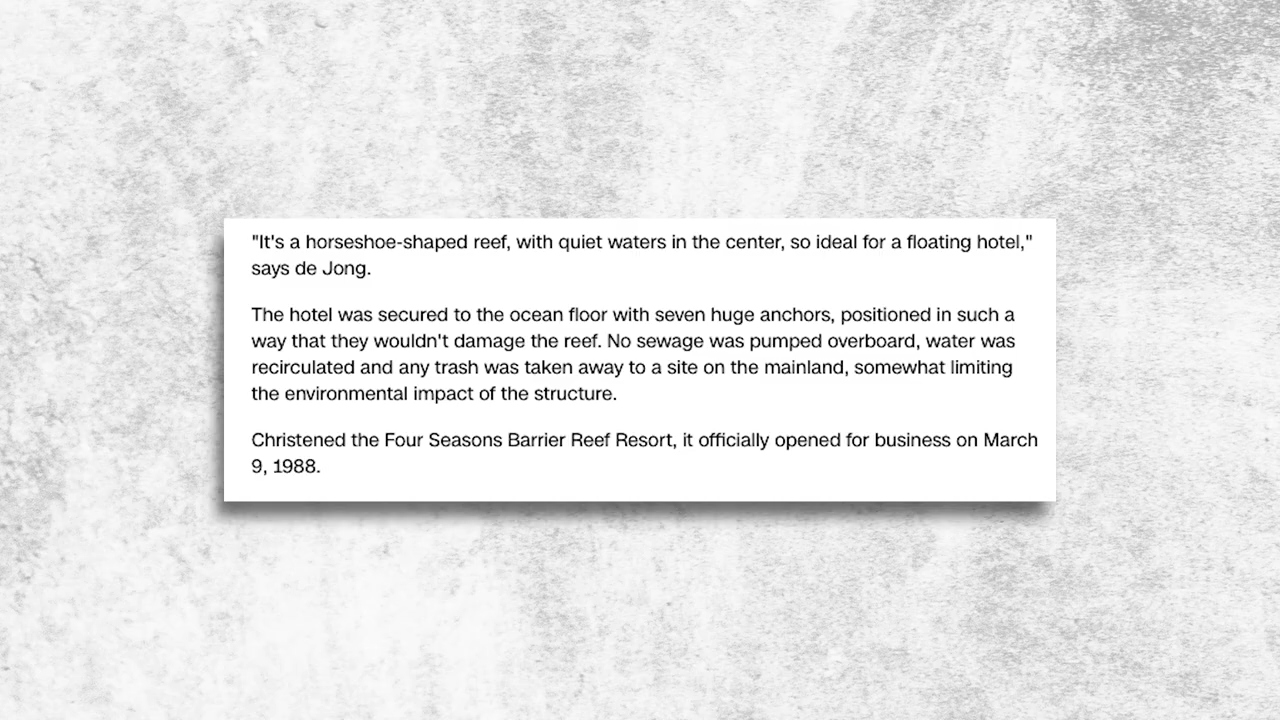 "It's a horseshoe-shaped reef, with quiet waters in the center, so ideal for a floating hotel,"
says de Jong.
The hotel was secured to the ocean floor with seven huge anchors, positioned in such a
way that they wouldn't damage the reef. No sewage was pumped overboard, water was
recirculated and any trash was taken away to a site on the mainland, somewhat limiting
the environmental impact of the structure.
Christened the Four Seasons Barrier Reef Resort, it officially opened for business on March
9, 1988.